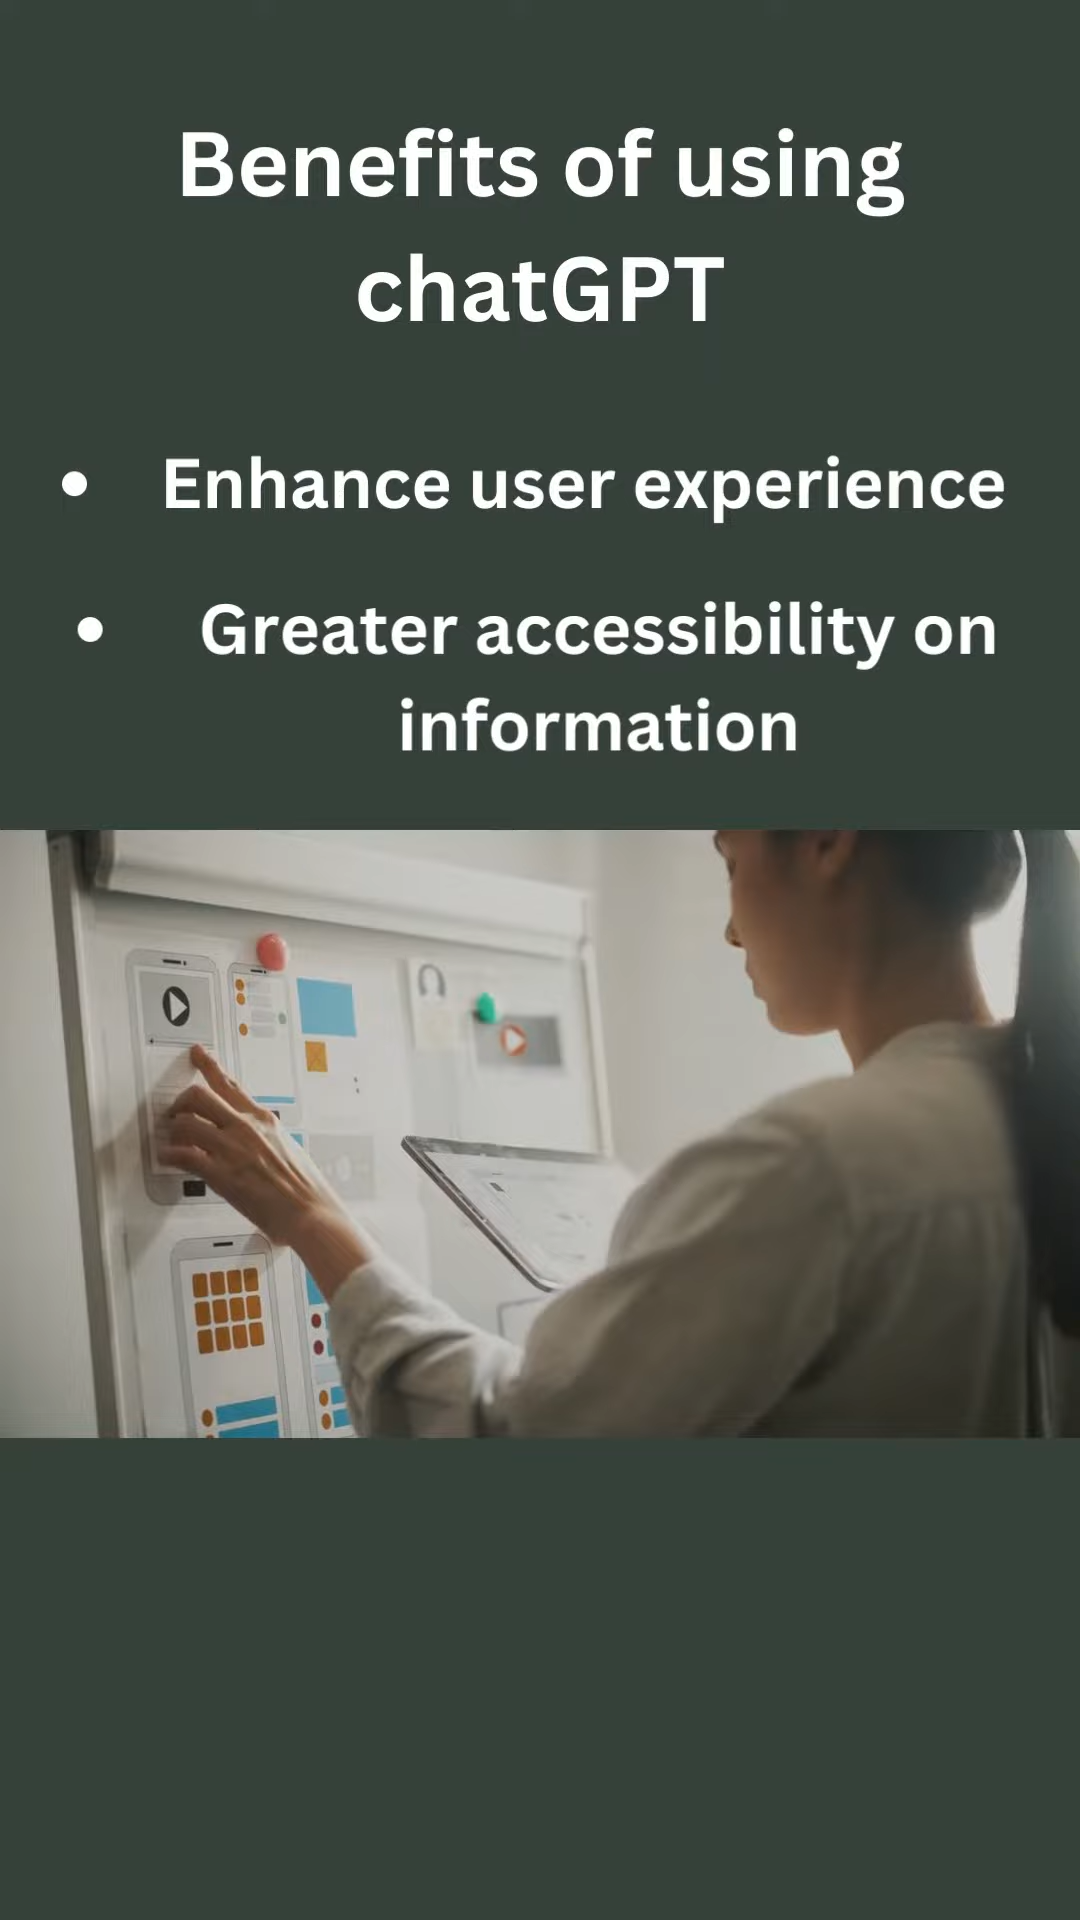 Benefits of using
chatGPT
• Enhance user experience
• Greater accessibility on
information